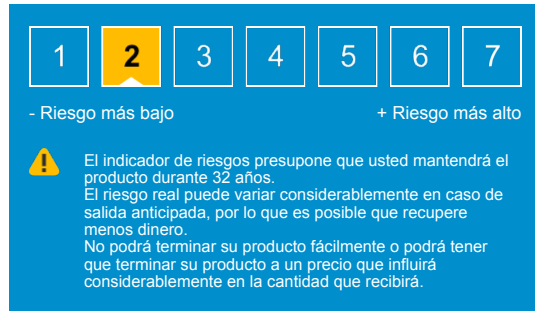 1 2 3 4 5 6 7
- Riesgo más bajo + Riesgo más alto
El indicador de riesgos presupone que usted mantendrá el
producto durante 32 años.
El riesgo real puede variar considerablemente en caso de
salida anticipada, por lo que es posible que recupere
menos dinero.
No podrá terminar su producto fácilmente o podrá tener
que terminar su producto a un precio que influirá
considerablemente en la cantidad que recibirá.